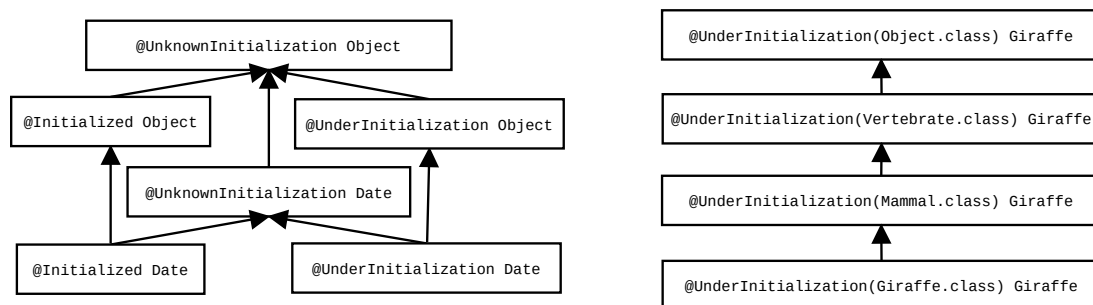 @UnknownInitialization Object
@Initialized Object
@UnderInitialization Object
@UnknownInitialization Date
@Initialized Date
@UnderInitialization Date
@UnderInitialization(Object.class) Giraffe
@UnderInitialization(Vertebrate.class) Giraffe
@UnderInitialization(Mammal.class) Giraffe
@UnderInitialization(Giraffe.class) Giraffe